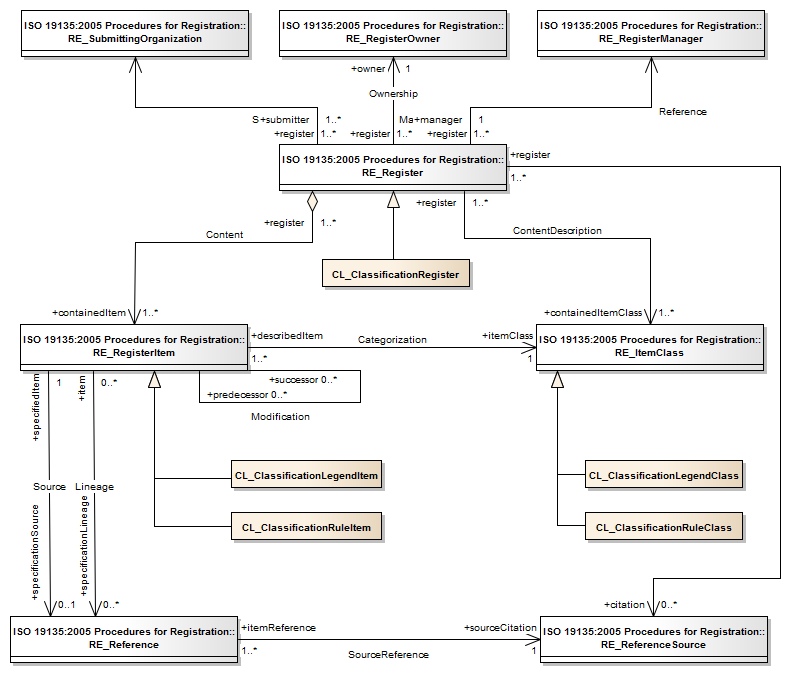 ISO 19135:2005 Procedures for Registration::
RE_SubmittingOrganization
ISO 19135:2005 Procedures for Registration::
RE_RegisterOwner
ISO 19135:2005 Procedures for Registration::
RE_RegisterManager
+owner 1
Ownership
Reference
S+submitter 1..*
Ma+manager 1
+register 1..*
+register 1..*
+register 1..*
ISO 19135:2005 Procedures for Registration::
RE_Register
+register
1..*
+register 1..*
+register 1..*
Content
ContentDescription
CL_ClassificationRegister
+containedItem 1..*
+containedItemClass 1..*
ISO 19135:2005 Procedures for Registration::
RE_RegisterItem
+describedItem
1..*
Categorization
+itemClass
1
ISO 19135:2005 Procedures for Registration::
RE_ItemClass
+specifiedItem
1
+item
0..*
+successor 0..*
+predecessor 0..*
Modification
CL_ClassificationLegendItem
CL_ClassificationLegendClass
Source
Lineage
CL_ClassificationRuleItem
CL_ClassificationRuleClass
+specificationSource
0..1
+specificationLineage
0..*
+citation 0..*
ISO 19135:2005 Procedures for Registration::
RE_Reference
+itemReference
1..*
SourceReference
+sourceCitation
1
ISO 19135:2005 Procedures for Registration::
RE_ReferenceSource